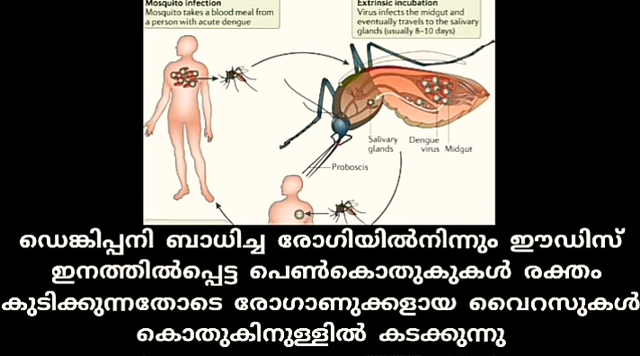 Mosquito infection
Mosquito takes a blood meal from
a person with acute dengue
Extrinsic incubation
Virus infects the midgut and
eventually travels to the salivary
glands (usually 8–10 days)
Salivary
glands
Dengue
virus
Midgut
Proboscis
ഡെങ്കിപ്പനി ബാധിച്ച രോഗിയിൽനിന്നും ഈഡിസ്
ഇനത്തിൽപ്പെട്ട പെൺകൊതുകുകൾ രക്തം
കുടിക്കുന്നതോടെ രോഗാണുക്കളായ വൈറസുകൾ
കൊതുകിനുള്ളിൽ കടക്കുന്നു